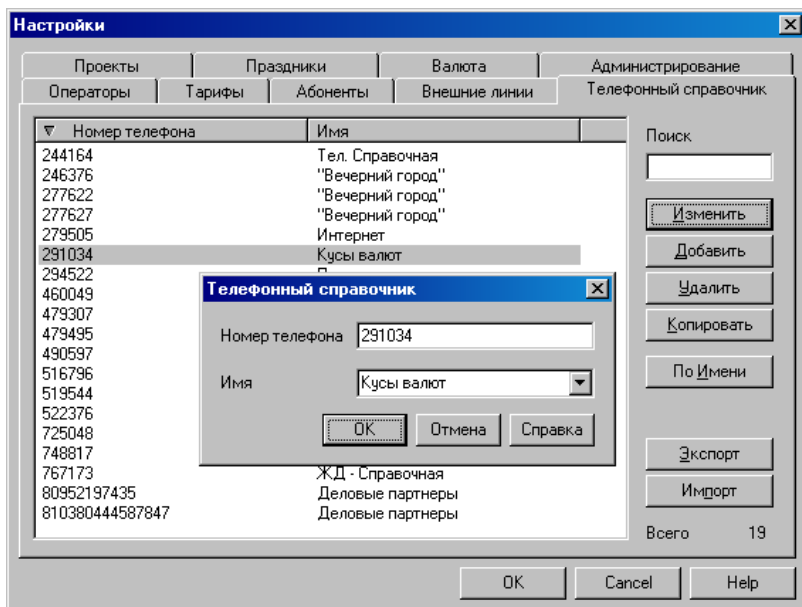 Настройки
Проекты Праздники Валюта Администрирование
Операторы Тарифы Абоненты Внешние линии Телефонный справочник
Номер телефона Имя
244164 Тел. Справочная
246376 "Вечерний город"
277622 "Вечерний город"
277627 "Вечерний город"
279505 Интернет
291034 Кусы валют
294522
460049
479307
479495
490597
516796
519544
522376
725048
748817
767173 ЖД - Справочная
80952197435 Деловые партнеры
810380444587847 Деловые партнеры
Телефонный справочник
Номер телефона 291034
Имя Кусы валют
OK Отмена Справка
Поиск
Изменить
Добавить
Удалить
Копировать
По Имени
Экспорт
Импорт
Всего 19
OK Cancel Help